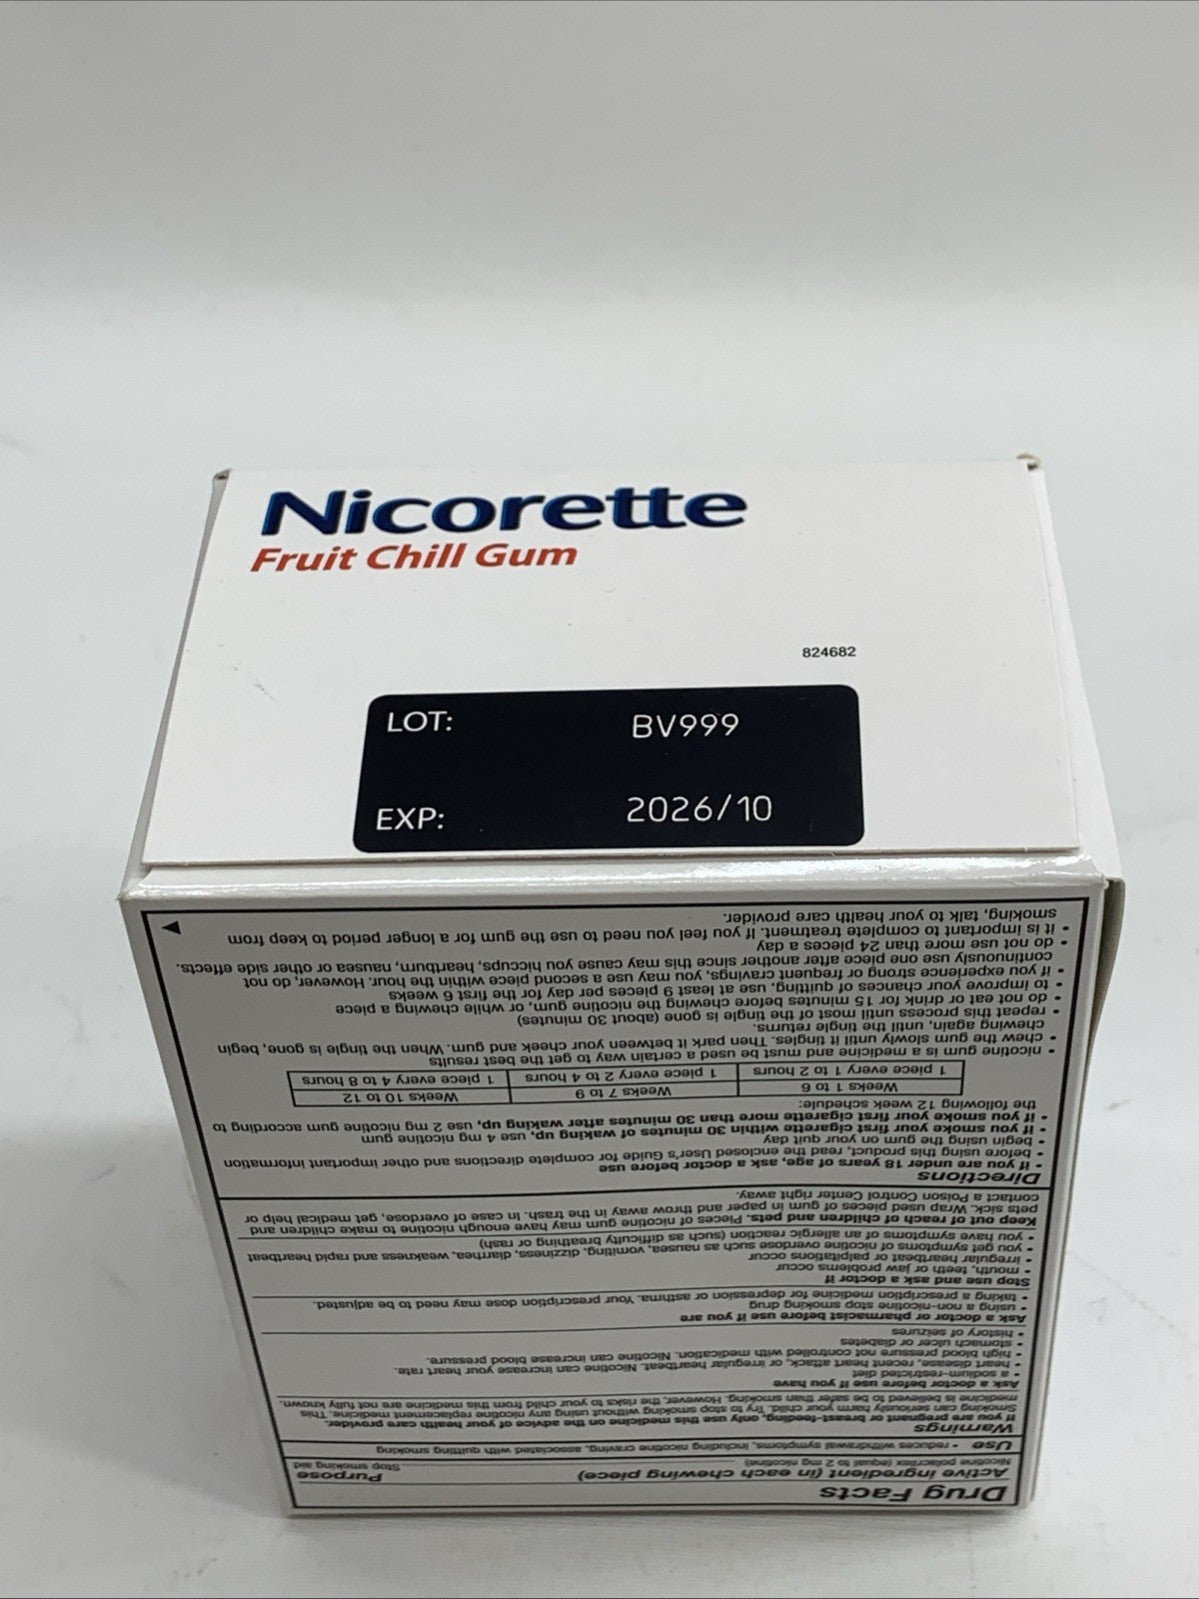 Nicorette
Fruit Chill Gum
824682
LOT: BV999
EXP: 2026/10
Drug Facts
Active ingredient (in each chewing piece) Purpose
Nicotine polacrilex (equal to 2 mg nicotine) Stop smoking aid
Use • reduces withdrawal symptoms, including nicotine craving, associated with quitting smoking
Warnings
If you are pregnant or breast-feeding, only use this medicine on the advice of your health care provider.
Smoking can seriously harm your child. Try to stop smoking without using any nicotine replacement medicine. This
medicine is believed to be safer than smoking. However, the risks to your child from this medicine are not fully known.
Ask a doctor before use if you have
• a sodium-restricted diet
• heart disease, recent heart attack, or irregular heartbeat. Nicotine can increase your heart rate.
• high blood pressure not controlled with medication. Nicotine can increase blood pressure.
• stomach ulcer or diabetes
• history of seizures
Ask a doctor or pharmacist before use if you are
• using a non-nicotine stop smoking drug
• taking a prescription medicine for depression or asthma. Your prescription dose may need to be adjusted.
Stop use and ask a doctor if
• mouth, teeth or jaw problems occur
• irregular heartbeat or palpitations occur
• you get symptoms of nicotine overdose such as nausea, vomiting, dizziness, diarrhea, weakness and rapid heartbeat
• you have symptoms of an allergic reaction (such as difficulty breathing or rash)
Keep out of reach of children and pets. Pieces of nicotine gum may have enough nicotine to make children and
pets sick. Wrap used pieces of gum in paper and throw away in the trash. In case of overdose, get medical help or
contact a Poison Control Center right away.
Directions
• if you are under 18 years of age, ask a doctor before use
• before using this product, read the enclosed User's Guide for complete directions and other important information
• begin using the gum on your quit day
• if you smoke your first cigarette within 30 minutes of waking up, use 4 mg nicotine gum
• if you smoke your first cigarette more than 30 minutes after waking up, use 2 mg nicotine gum according to
the following 12 week schedule:
Weeks 1 to 6 Weeks 7 to 9 Weeks 10 to 12
1 piece every 1 to 2 hours 1 piece every 2 to 4 hours 1 piece every 4 to 8 hours
• nicotine gum is a medicine and must be used a certain way to get the best results
• chew the gum slowly until it tingles. Then park it between your cheek and gum. When the tingle is gone, begin
chewing again, until the tingle returns.
• repeat this process until most of the tingle is gone (about 30 minutes)
• do not eat or drink for 15 minutes before chewing the nicotine gum, or while chewing a piece
• to improve your chances of quitting, use at least 9 pieces per day for the first 6 weeks
• if you experience strong or frequent cravings, you may use a second piece within the hour. However, do not
continuously use one piece after another since this may cause you hiccups, heartburn, nausea or other side effects.
• do not use more than 24 pieces a day
• it is important to complete treatment. If you feel you need to use the gum for a longer period to keep from
smoking, talk to your health care provider.